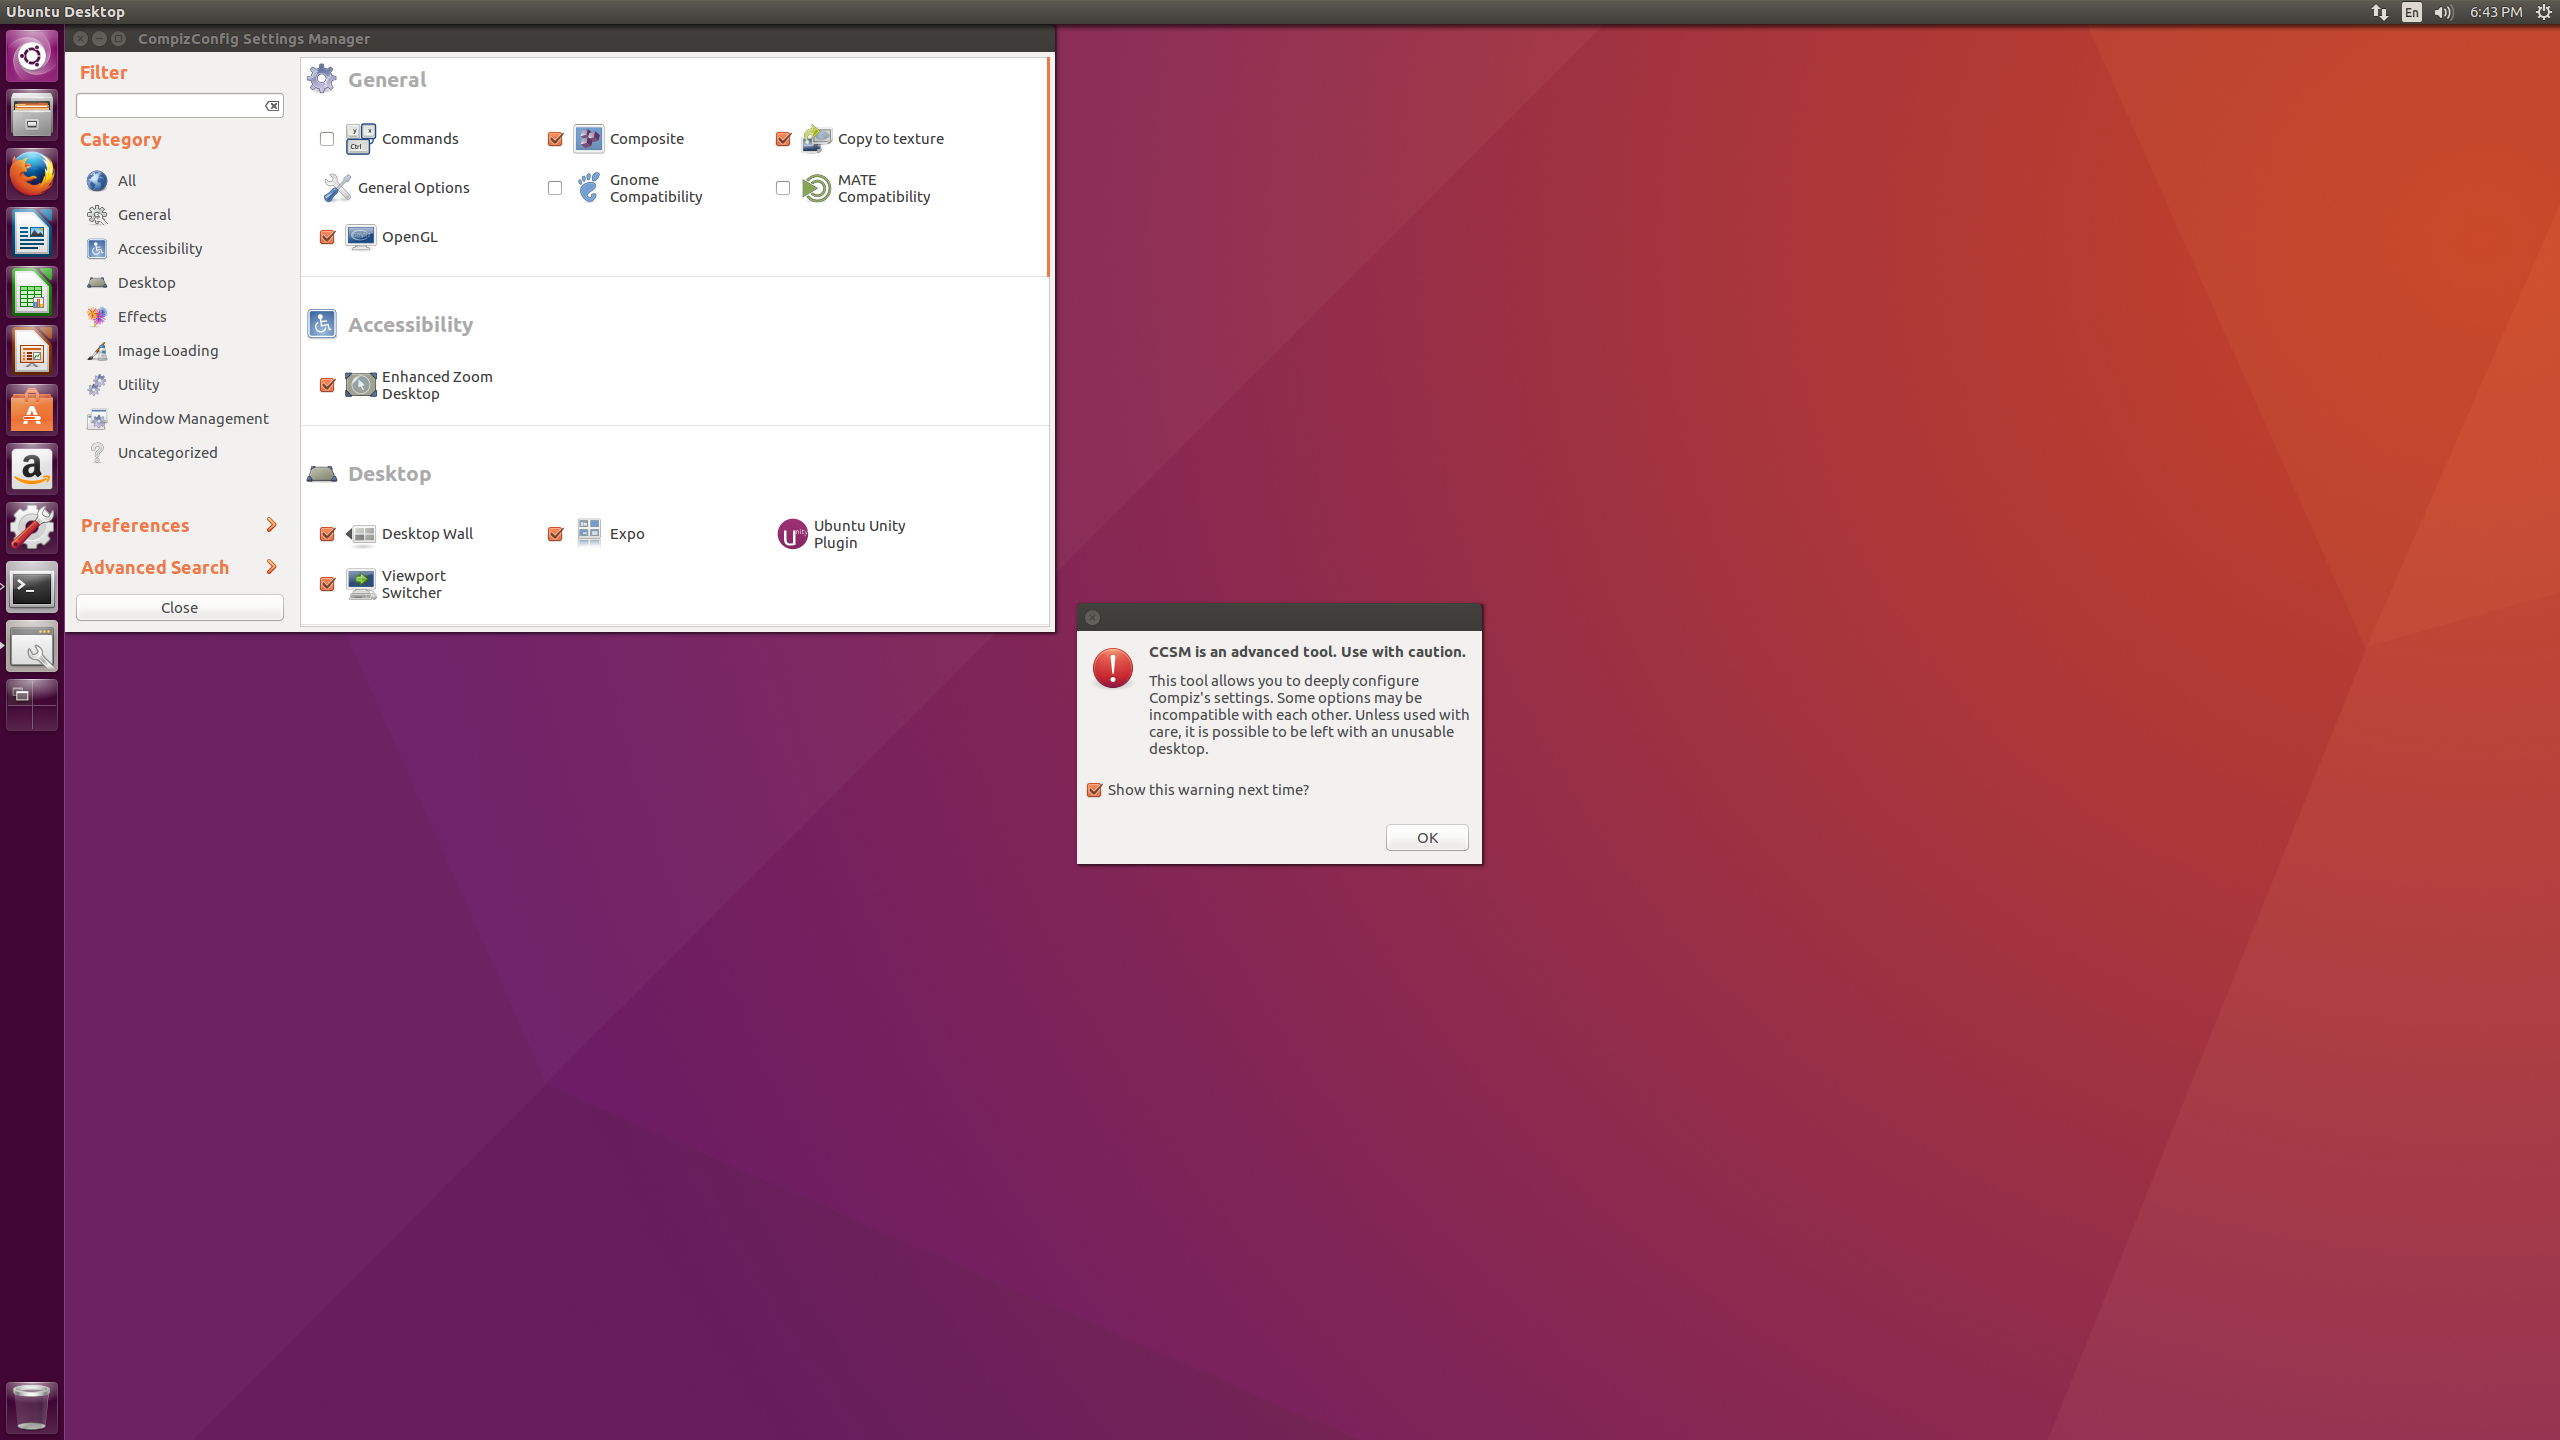 Ubuntu Desktop
En
6:43 PM
CompizConfig Settings Manager
Filter
Category
All
General
Accessibility
Desktop
Effects
Image Loading
Utility
Window Management
Uncategorized
Preferences
Advanced Search
Close
General
Commands
Composite
Copy to texture
General Options
Gnome
Compatibility
MATE
Compatibility
OpenGL
Accessibility
Enhanced Zoom
Desktop
Desktop
Desktop Wall
Expo
Ubuntu Unity
Plugin
Viewport
Switcher
CCSM is an advanced tool. Use with caution.
This tool allows you to deeply configure
Compiz's settings. Some options may be
incompatible with each other. Unless used with
care, it is possible to be left with an unusable
desktop.
Show this warning next time?
OK